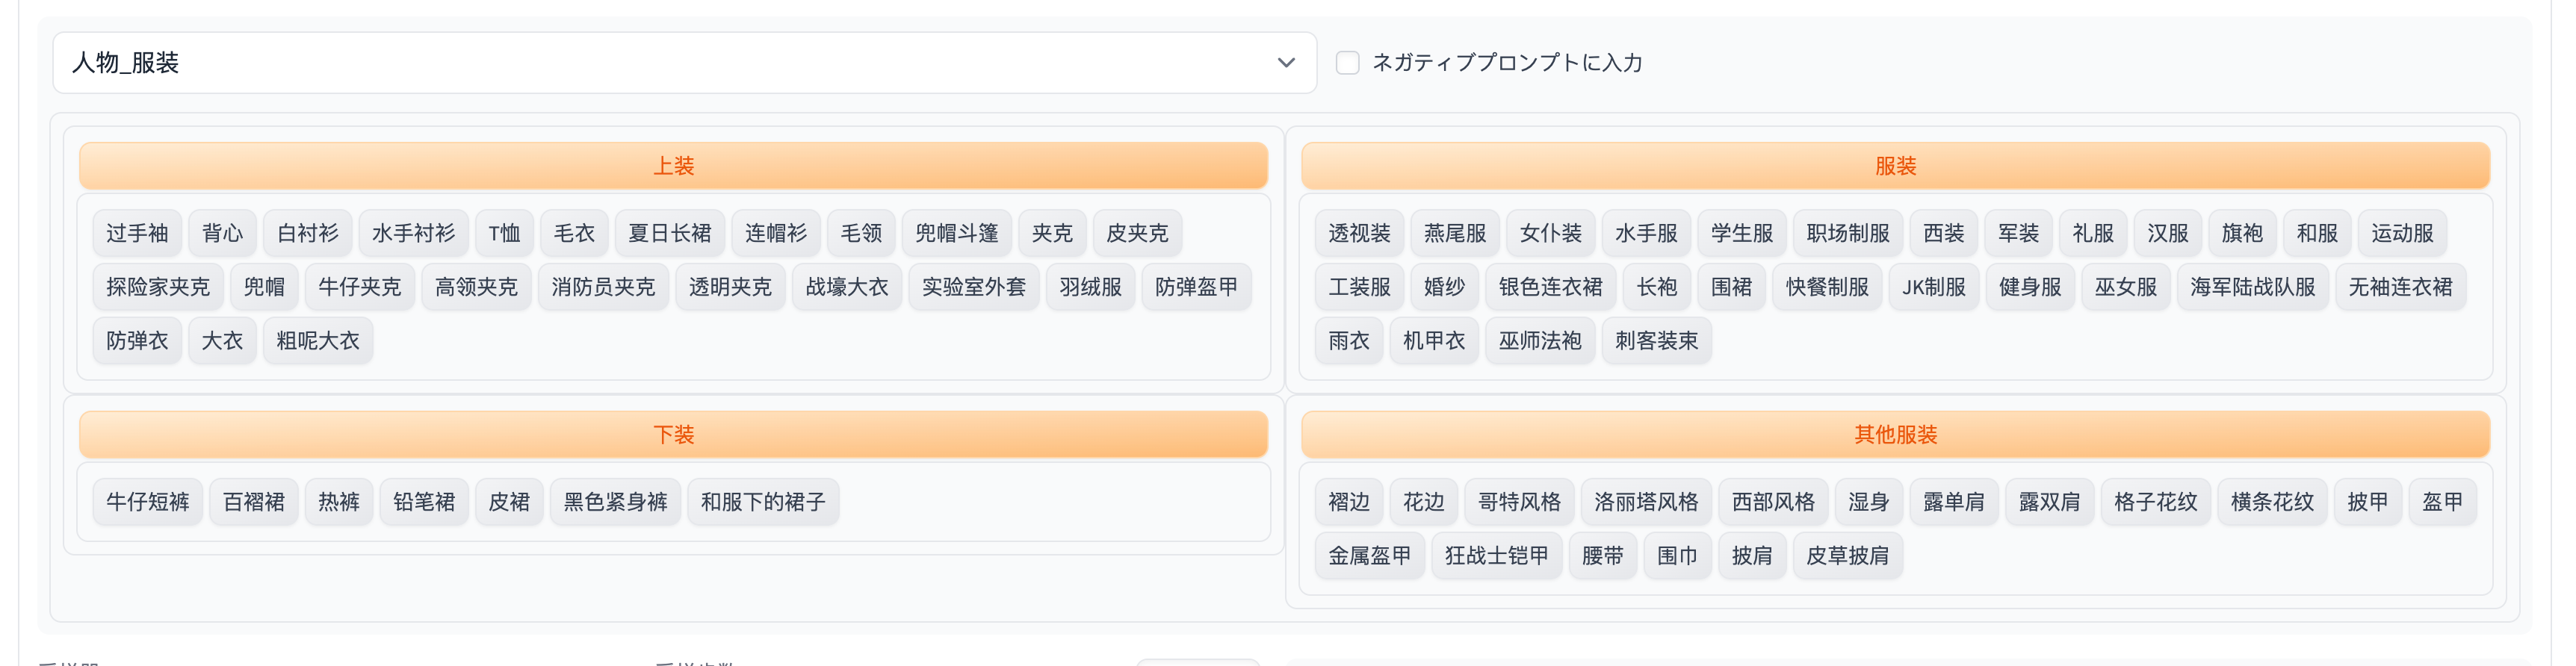 人物_服装
ネガティブプロンプトに入力
上装
过手袖 背心 白衬衫 水手衬衫 T恤 毛衣 夏日长裙 连帽衫 毛领 兜帽斗篷 夹克 皮夹克
探险家夹克 兜帽 牛仔夹克 高领夹克 消防员夹克 透明夹克 战壕大衣 实验室外套 羽绒服 防弹盔甲
防弹衣 大衣 粗呢大衣
服装
透视装 燕尾服 女仆装 水手服 学生服 职场制服 西装 军装 礼服 汉服 旗袍 和服 运动服
工装服 婚纱 银色连衣裙 长袍 围裙 快餐制服 JK制服 健身服 巫女服 海军陆战队服 无袖连衣裙
雨衣 机甲衣 巫师法袍 刺客装束
下装
牛仔短裤 百褶裙 热裤 铅笔裙 皮裙 黑色紧身裤 和服下的裙子
其他服装
褶边 花边 哥特风格 洛丽塔风格 西部风格 湿身 露单肩 露双肩 格子花纹 横条花纹 披甲 盔甲
金属盔甲 狂战士铠甲 腰带 围巾 披肩 皮草披肩